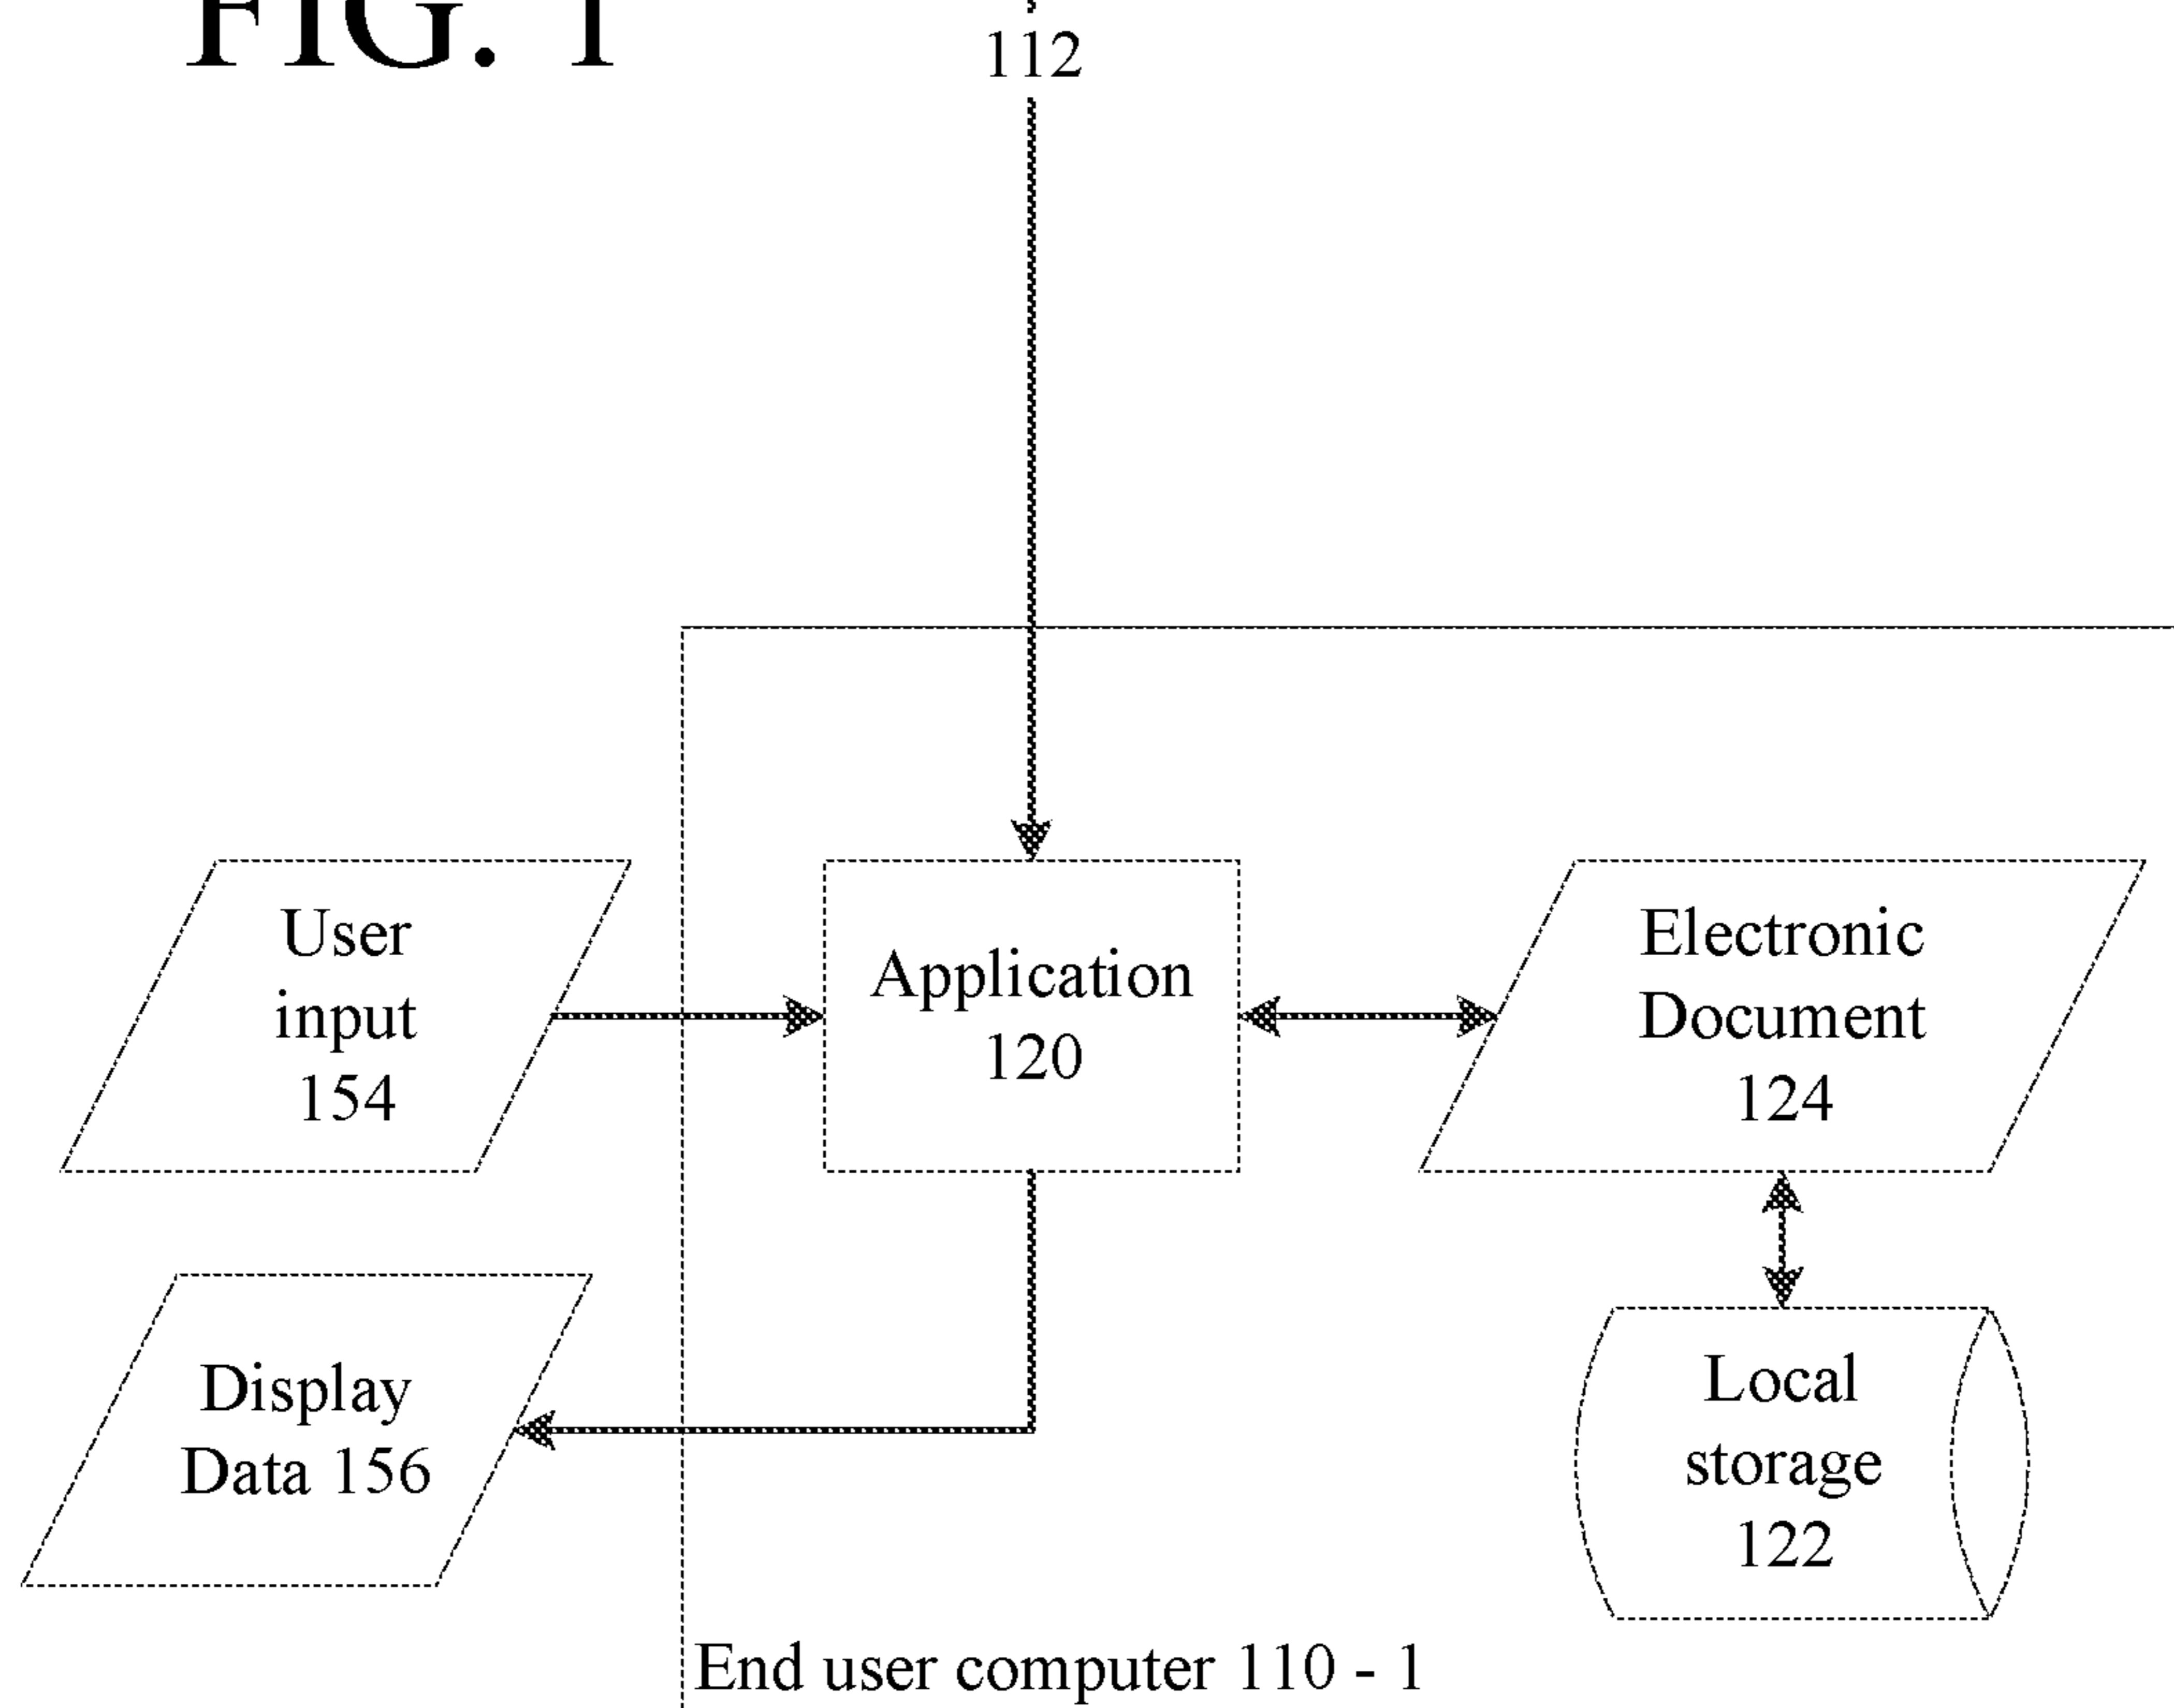 FIG. 1
112
User
input
154
Application
120
Electronic
Document
124
Display
Data 156
Local
storage
122
End user computer 110 - 1